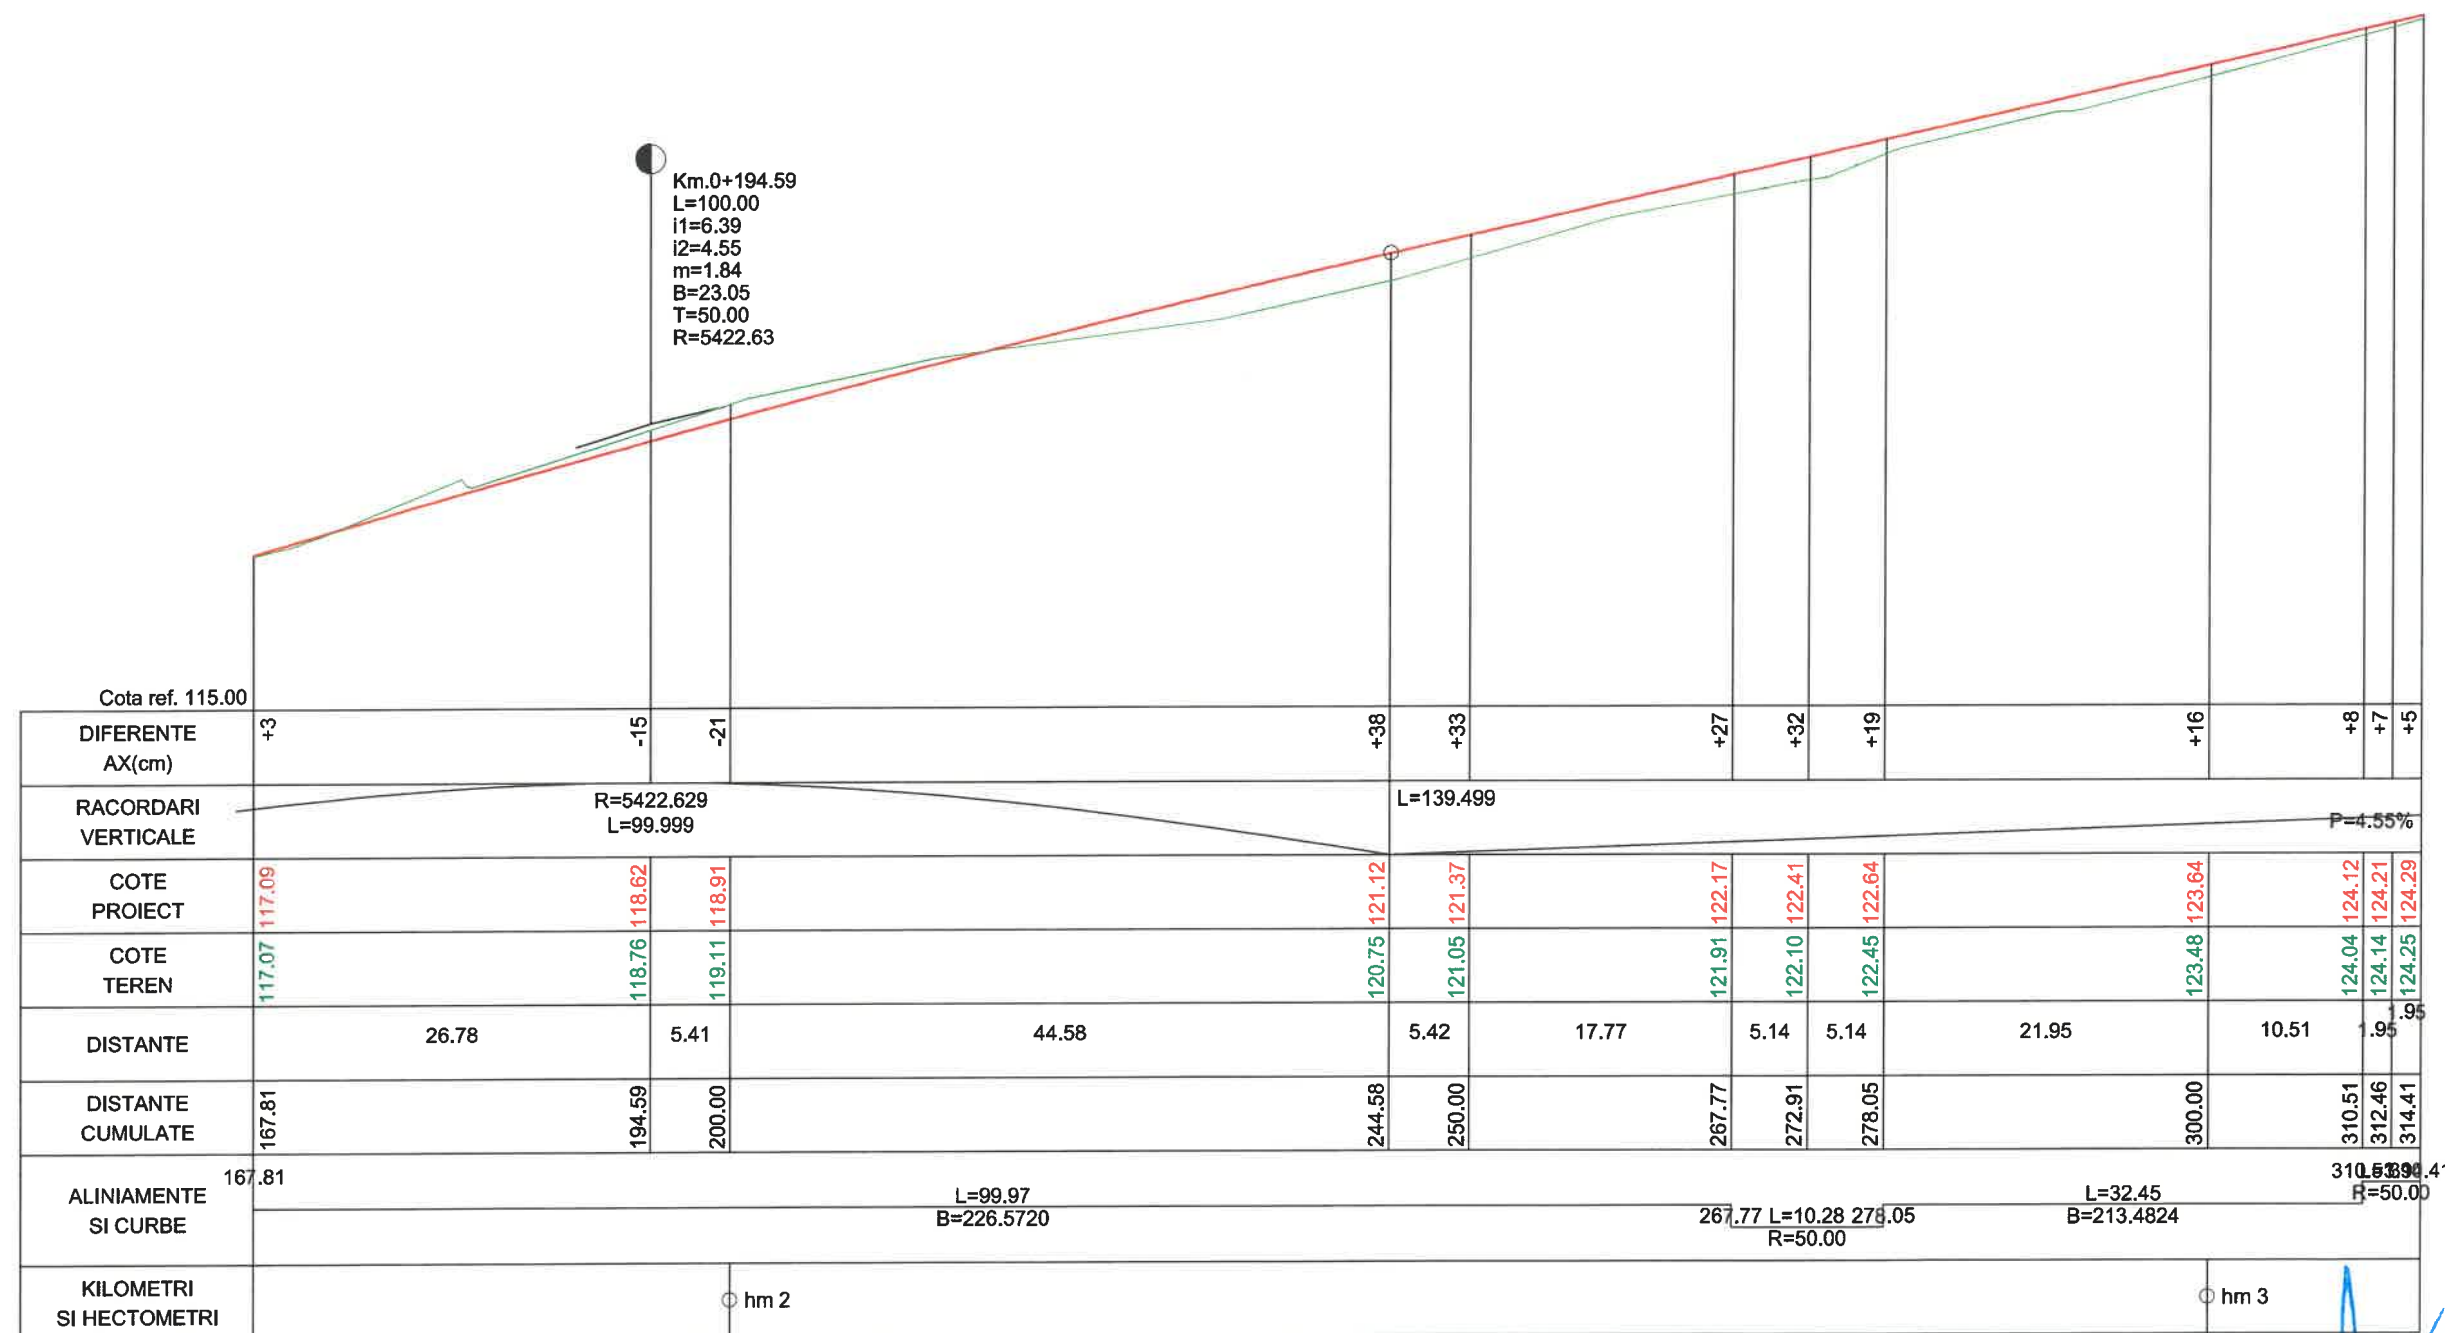 Km.0+194.59
L=100.00
i1=6.39
i2=4.55
m=1.84
B=23.05
T=50.00
R=5422.63
Cota ref. 115.00
DIFERENTE
AX(cm)
+3 -15 -21 +38 +33 +27 +32 +19 +16 +8 +7 +5
RACORDARI
VERTICALE
R=5422.629
L=99.999
L=139.499
P=4.55%
COTE
PROIECT
117.09 118.62 118.91 121.12 121.37 122.17 122.41 122.64 123.64 124.12 124.21 124.29
COTE
TEREN
117.07 118.76 119.11 120.75 121.05 121.91 122.10 122.45 123.48 124.04 124.14 124.25
DISTANTE
26.78 5.41 44.58 5.42 17.77 5.14 5.14 21.95 10.51 1.95 1.95
DISTANTE
CUMULATE
167.81 194.59 200.00 244.58 250.00 267.77 272.91 278.05 300.00 310.51 312.46 314.41
ALINIAMENTE
SI CURBE
167.81
L=99.97
B=226.5720
267.77 L=10.28 278.05
R=50.00
L=32.45
B=213.4824
R=50.00
KILOMETRI
SI HECTOMETRI
hm 2
hm 3